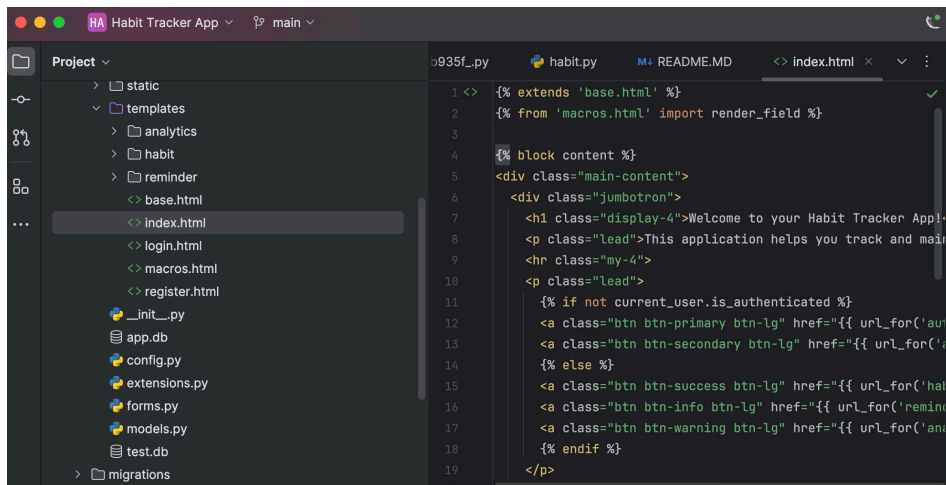 HA Habit Tracker App main
Project
static
templates
analytics
habit
reminder
<> base.html
<> index.html
<> login.html
<> macros.html
<> register.html
__init__.py
app.db
config.py
extensions.py
forms.py
models.py
test.db
migrations
b935f_.py habit.py M↓ README.MD <> index.html ×
1 <> {% extends 'base.html' %}
2 {% from 'macros.html' import render_field %}
3
4 {% block content %}
5 <div class="main-content">
6 <div class="jumbotron">
7 <h1 class="display-4">Welcome to your Habit Tracker App!<
8 <p class="lead">This application helps you track and main
9 <hr class="my-4">
10 <p class="lead">
11 {% if not current_user.is_authenticated %}
12 <a class="btn btn-primary btn-lg" href="{{ url_for('aut
13 <a class="btn btn-secondary btn-lg" href="{{ url_for('a
14 {% else %}
15 <a class="btn btn-success btn-lg" href="{{ url_for('hab
16 <a class="btn btn-info btn-lg" href="{{ url_for('remind
17 <a class="btn btn-warning btn-lg" href="{{ url_for('ana
18 {% endif %}
19 </p>